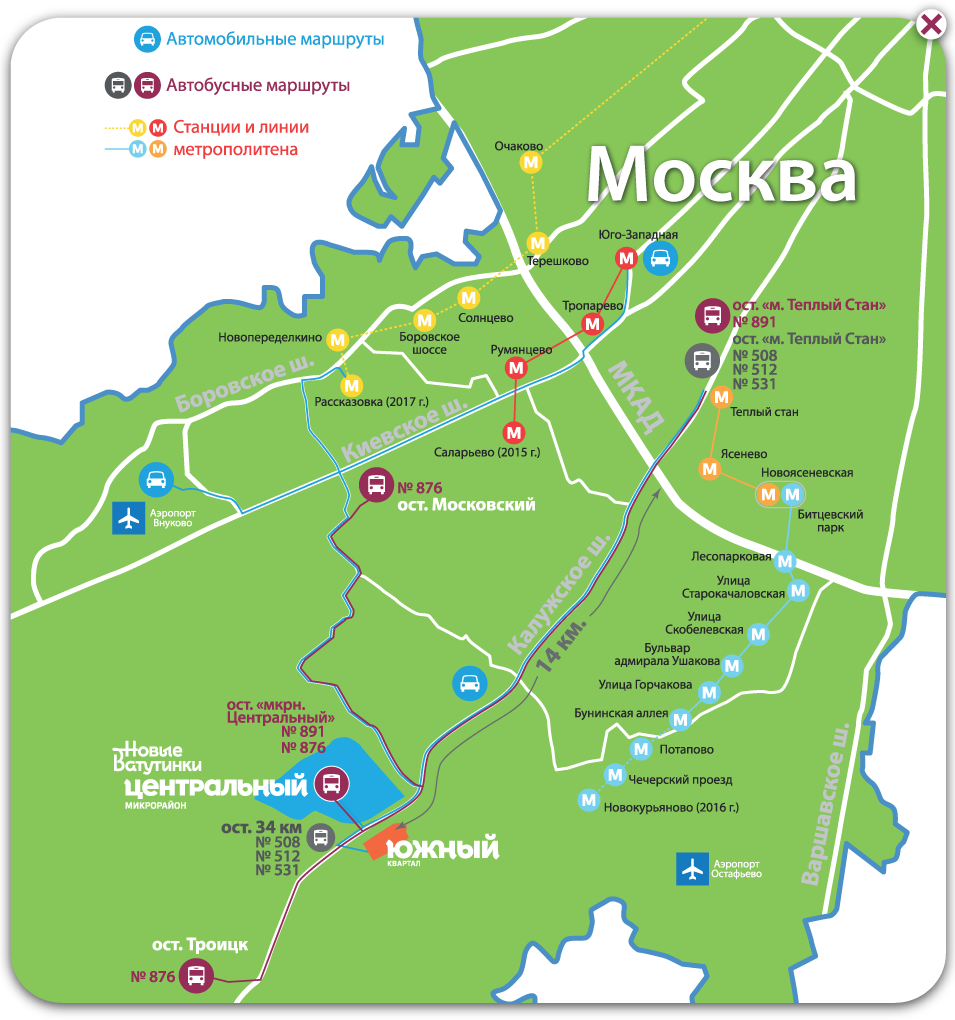 Автомобильные маршруты
Автобусные маршруты
М М Станции и линии
М М метрополитена
Москва
Очаково
М
М
Терешково
Юго-Западная
М
М
Солнцево
Тропарево
М
М
Боровское
шоссе
Новопеределкино
М
Румянцево
М
М
Рассказовка (2017 г.)
М
Саларьево (2015 г.)
Боровское ш.
Киевское ш.
МКАД
ост. «м. Теплый Стан»
№ 891
ост. «м. Теплый Стан»
№ 508
№ 512
№ 531
М
Теплый стан
Ясенево
М
Новоясеневская
М М
Битцевский
парк
Лесопарковая
М
Улица
Старокачаловская
М
Улица
Скобелевская
М
Бульвар
адмирала Ушакова
М
Улица Горчакова
М
Бунинская аллея
М
М
Потапово
М
Чечерский проезд
М
Новокурьяново (2016 г.)
Аэропорт
Внуково
№ 876
ост. Московский
Калужское ш.
14 км.
Варшавское ш.
ост. «мкрн.
Центральный»
№ 891
№ 876
Новые
Ватутинки
центральный
микрорайон
ост. 34 км
№ 508
№ 512
№ 531
южный
квартал
Аэропорт
Остафьево
ост. Троицк
№ 876